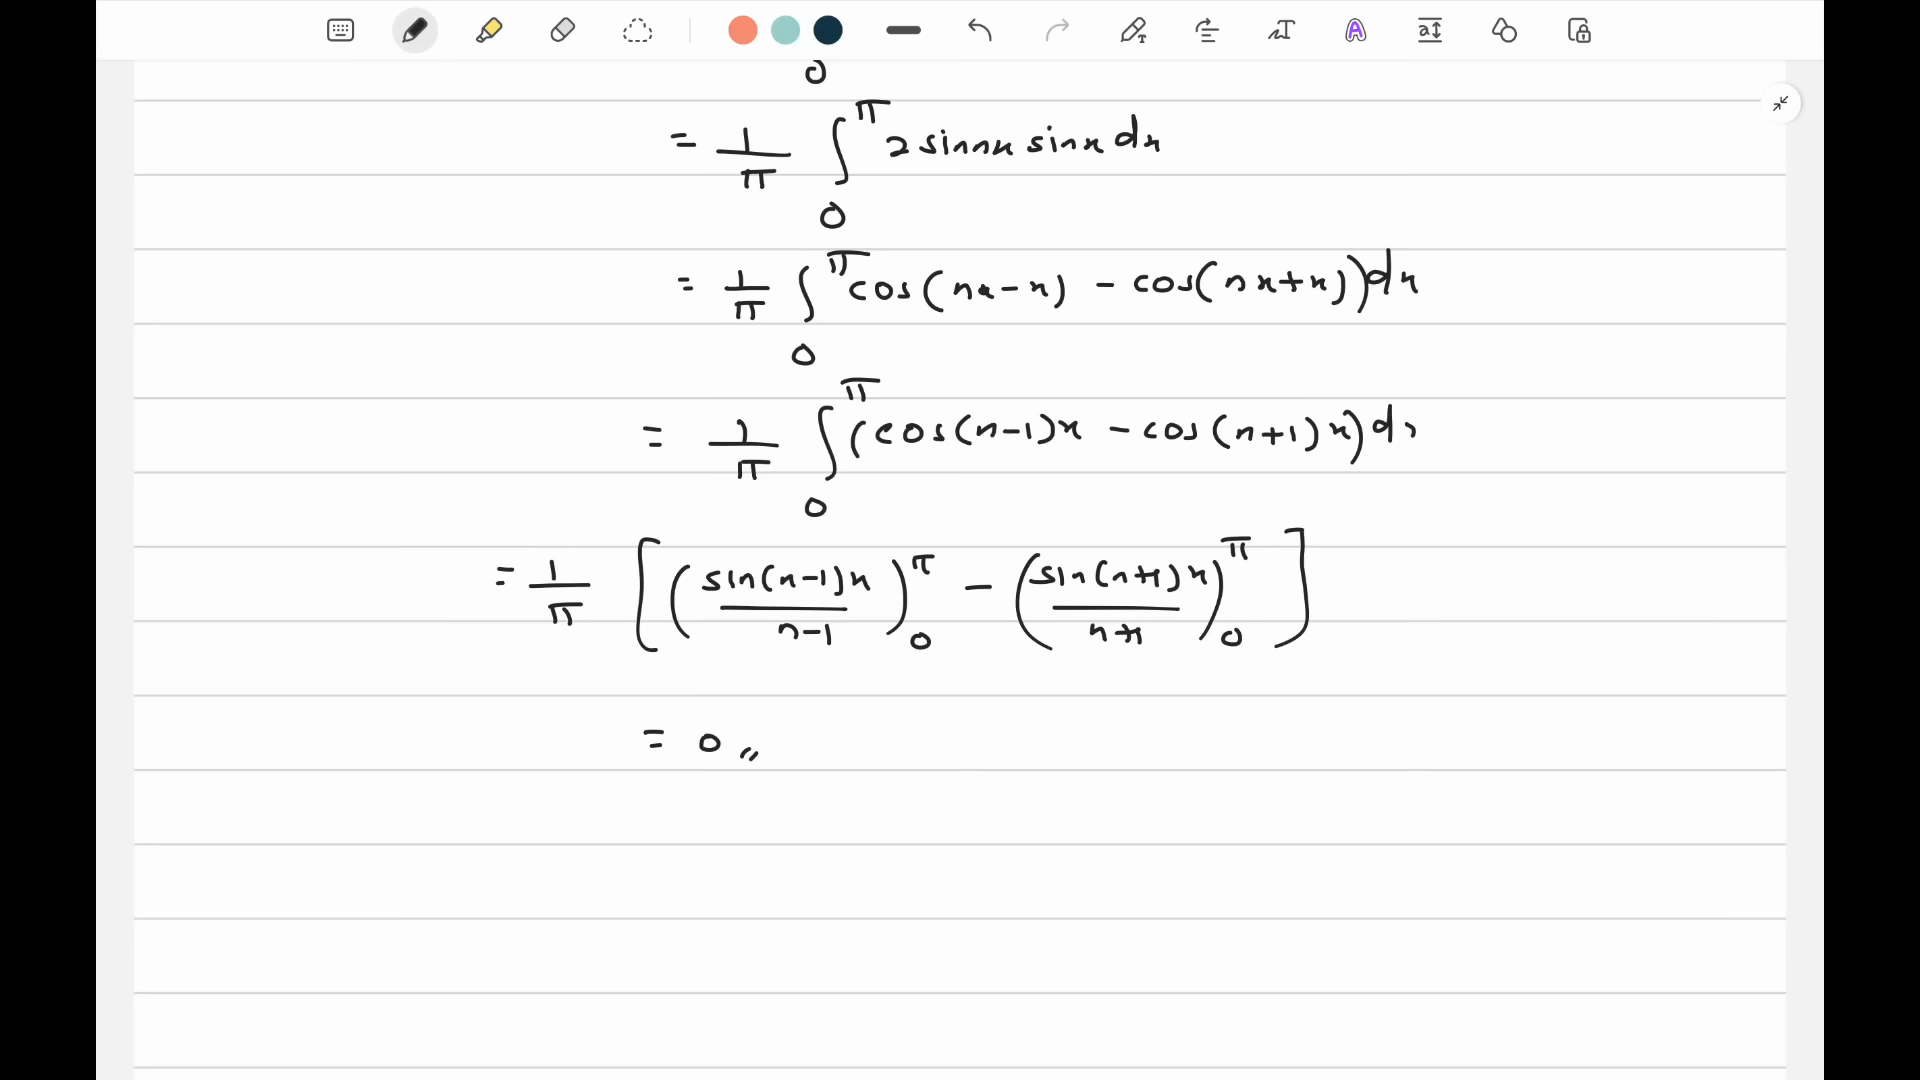 0
= 1/π ∫₀^π 2 sin nx sin x dx
= 1/π ∫₀^π cos(nx-x) - cos(nx+x)) dx
= 1/π ∫₀^π (cos(n-1)x - cos(n+1)x) dx
= 1/π [ (sin(n-1)x / n-1)₀^π - (sin(n+1)x / n+1)₀^π ]
= 0 〃